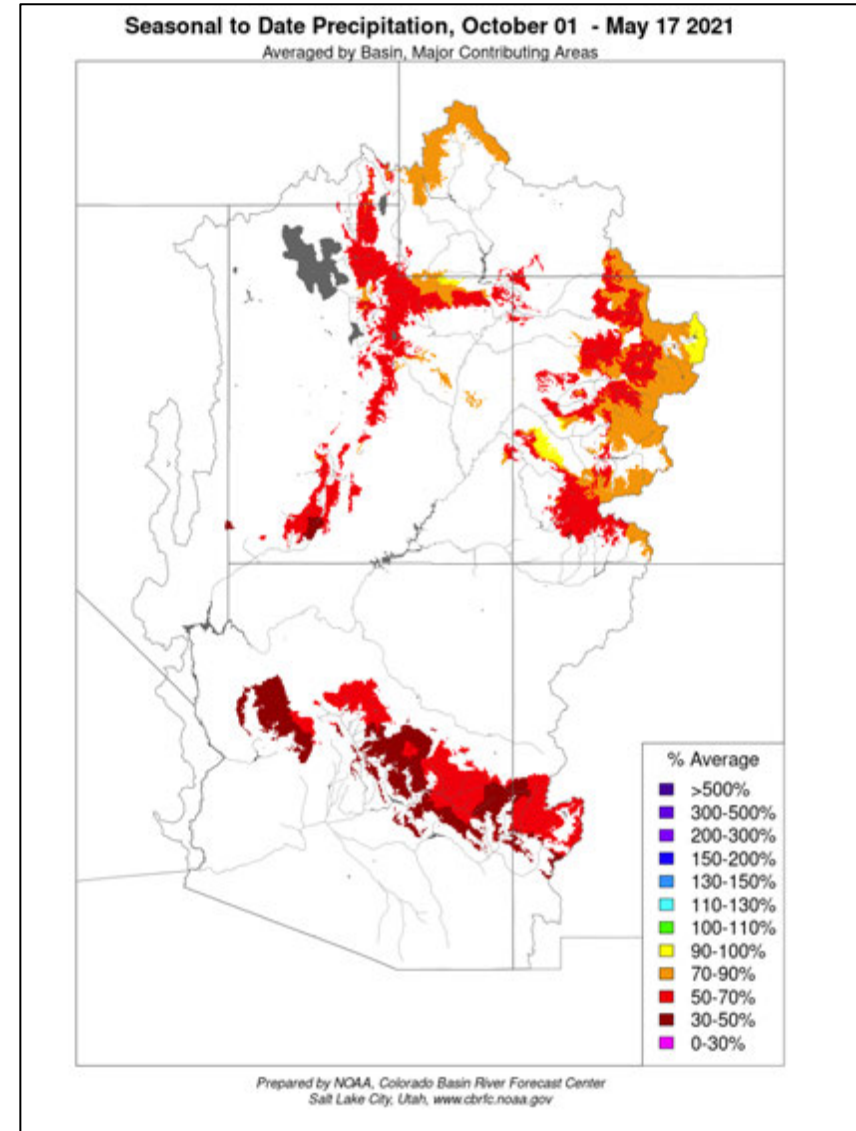 Seasonal to Date Precipitation, October 01 - May 17 2021
Averaged by Basin, Major Contributing Areas
% Average
>500%
300-500%
200-300%
150-200%
130-150%
110-130%
100-110%
90-100%
70-90%
50-70%
30-50%
0-30%
Prepared by NOAA, Colorado Basin River Forecast Center
Salt Lake City, Utah, www.cbrfc.noaa.gov